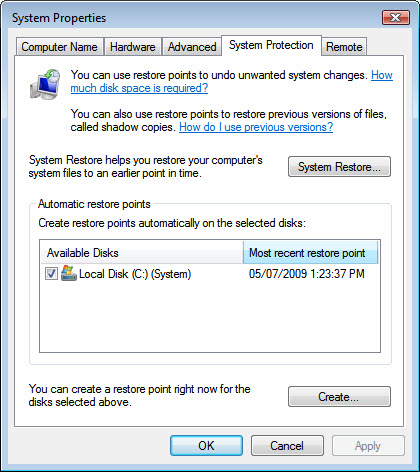 System Properties
Computer Name Hardware Advanced System Protection Remote
You can use restore points to undo unwanted system changes. How
much disk space is required?
You can also use restore points to restore previous versions of files,
called shadow copies. How do I use previous versions?
System Restore helps you restore your computer's
system files to an earlier point in time.
System Restore...
Automatic restore points
Create restore points automatically on the selected disks:
Available Disks Most recent restore point
Local Disk (C:) (System) 05/07/2009 1:23:37 PM
You can create a restore point right now for the
disks selected above.
Create...
OK Cancel Apply